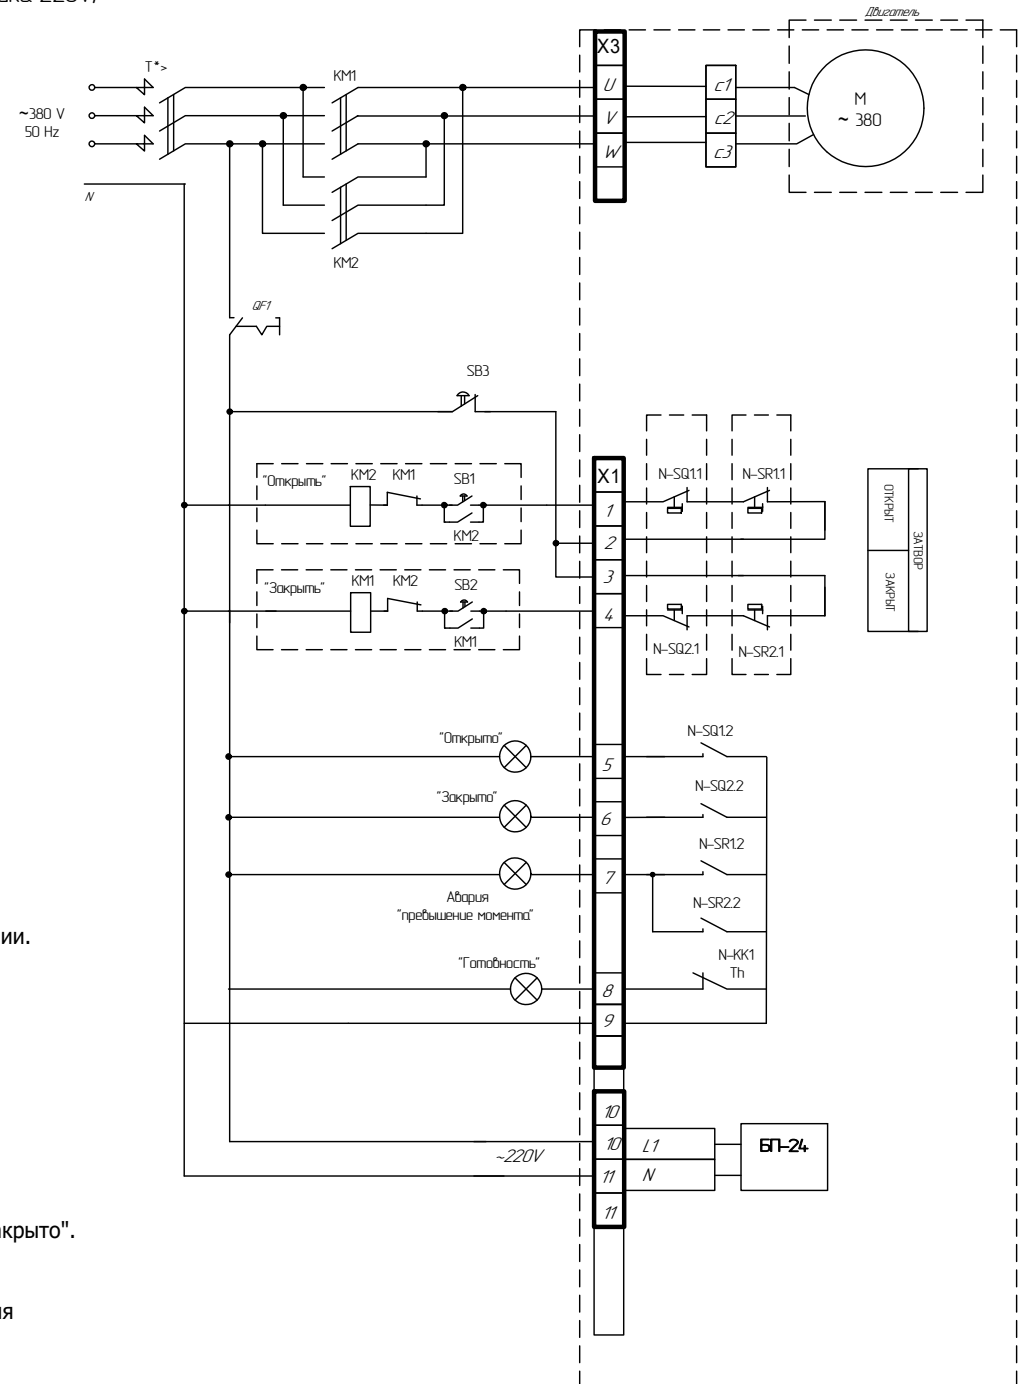 Двигатель
T*>
KM1
X3
~380 V
50 Hz
U
V
W
c1
c2
c3
M
~ 380
N
KM2
QF1
SB3
X1
"Открыть"
KM2
KM1
SB1
KM2
1
2
N-SQ1.1
N-SR1.1
"Закрыть"
KM1
KM2
SB2
KM1
3
4
N-SQ2.1
N-SR2.1
ОТКРЫТ
ЗАКРЫТ
ЗАТВОР
"Открыто"
5
N-SQ1.2
"Закрыто"
6
N-SQ2.2
Авария
"превышение момента"
7
N-SR1.2
N-SR2.2
ии.
"Готовность"
8
N-KK1
Th
9
10
10
L1
~220V
11
N
11
БП-24
акрыто".
ия